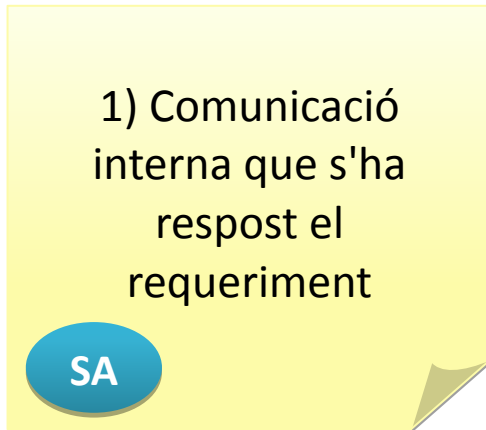 1) Comunicació
interna que s'ha
respost el
requeriment
SA